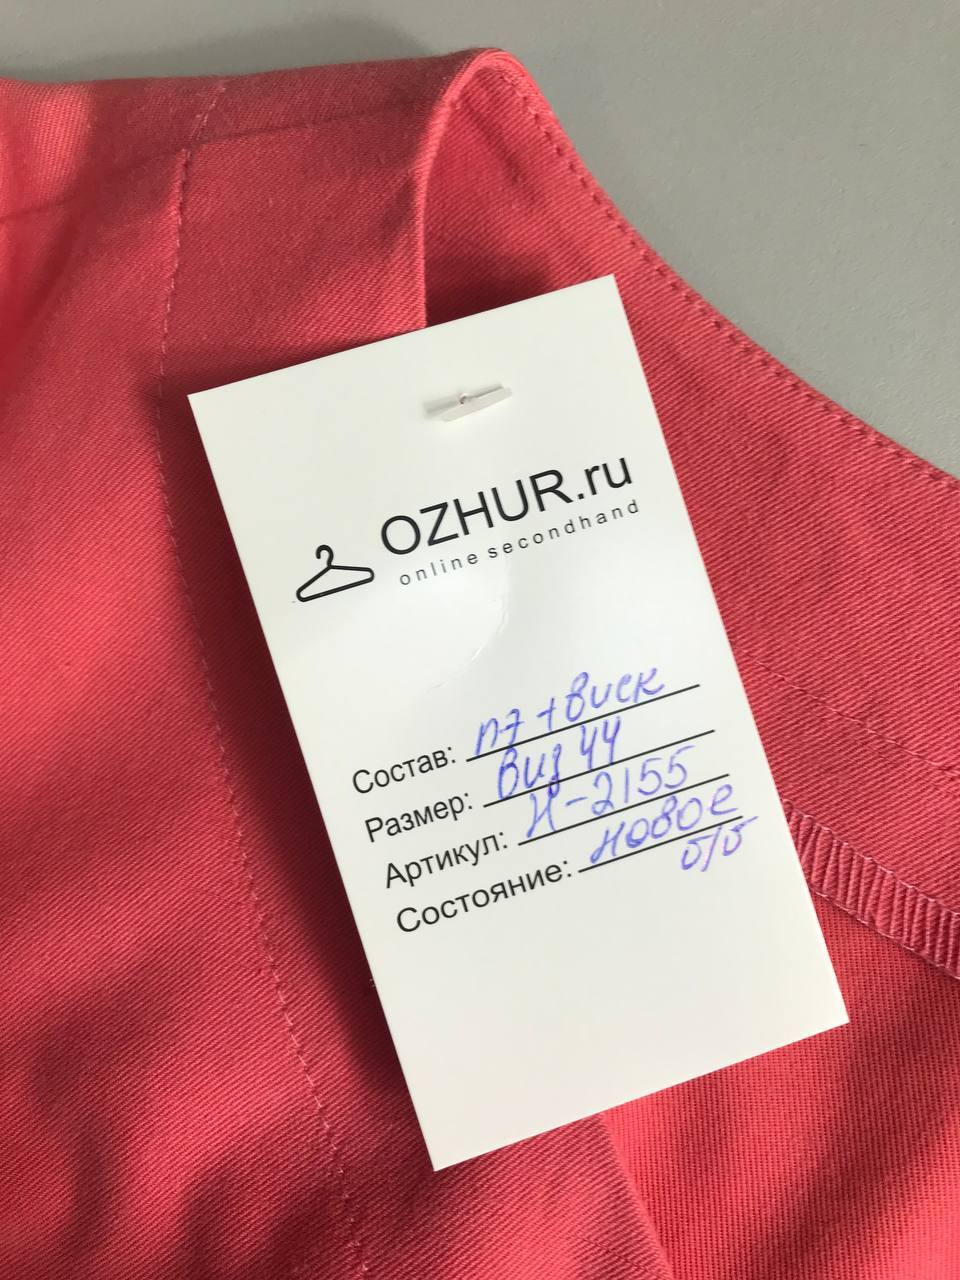 OZHUR.ru
online secondhand
Состав: пэ + виск
Размер: Виз 44
Артикул: Н-2155
Состояние: новое
б/б